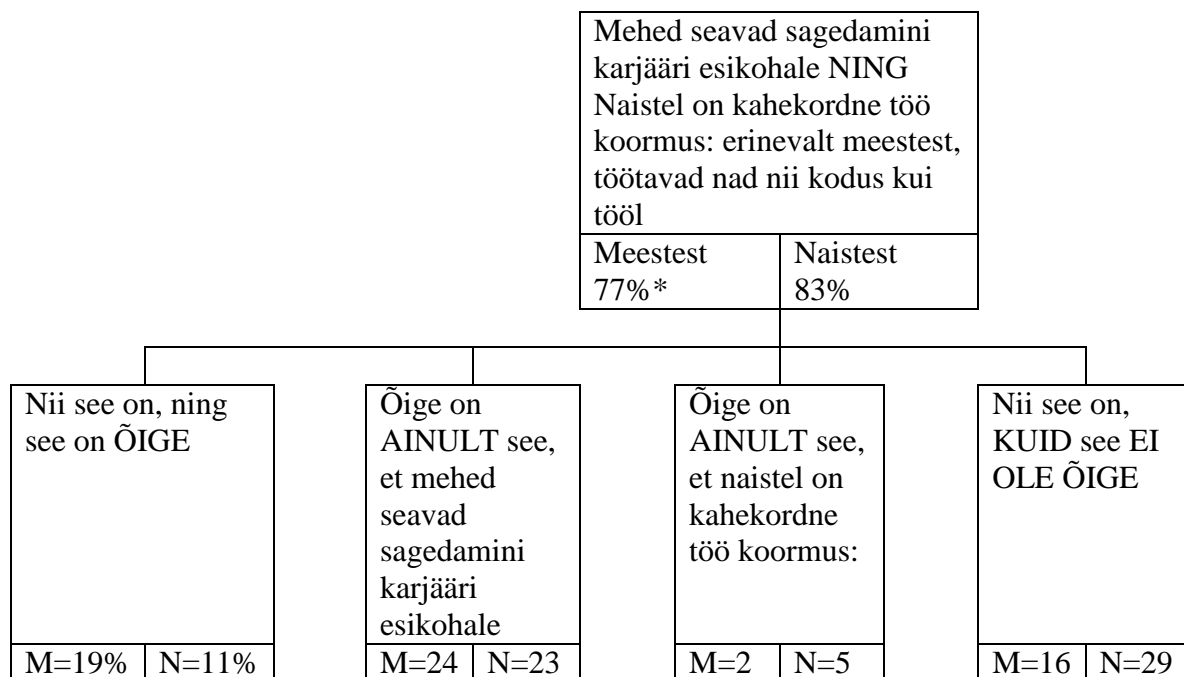 Mehed seavad sagedamini
karjääri esikohale NING
Naistel on kahekordne töö
koormus: erinevalt meestest,
töötavad nad nii kodus kui
tööl
Meestest
77%*
Naistest
83%
Nii see on, ning
see on ÕIGE
M=19%
N=11%
Õige on
AINULT see,
et mehed
seavad
sagedamini
karjääri
esikohale
M=24
N=23
Õige on
AINULT see,
et naistel on
kahekordne
töö koormus:
M=2
N=5
Nii see on,
KUID see EI
OLE ÕIGE
M=16
N=29